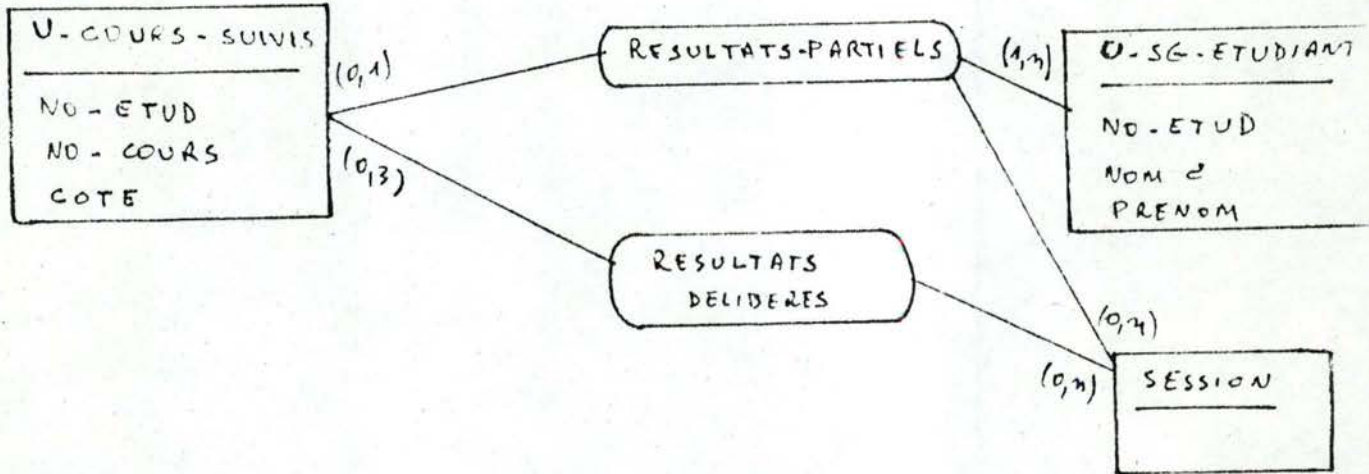 U-COURS-SUIVIS
NO-ETUD
NO-COURS
COTE
(0,1)
(0,3)
RESULTATS-PARTIELS
RESULTATS
DELIBERES
(1,n)
U-SG-ETUDIANT
NO-ETUD
NOM &
PRENOM
(0,n)
(0,n)
SESSION